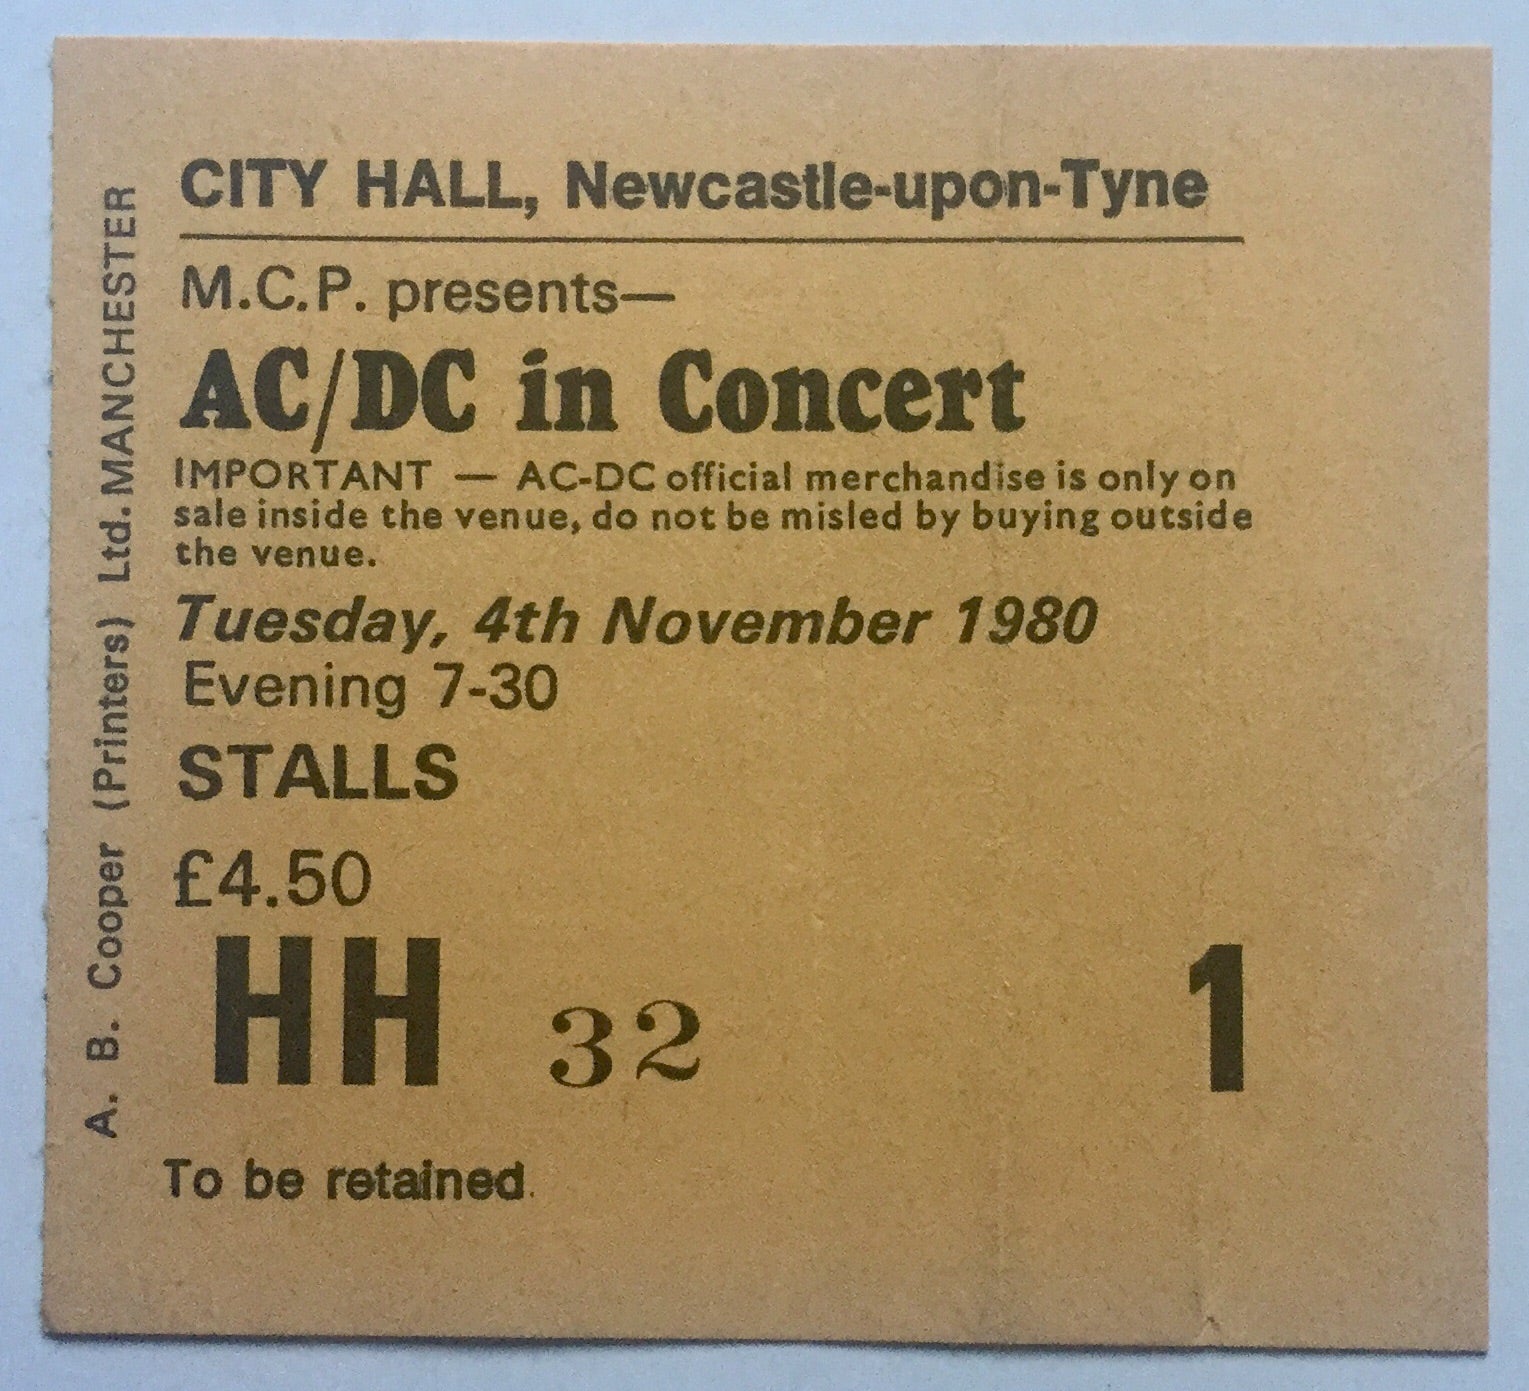 CITY HALL, Newcastle-upon-Tyne
M.C.P. presents—
AC/DC in Concert
IMPORTANT — AC-DC official merchandise is only on
sale inside the venue, do not be misled by buying outside
the venue.
Tuesday, 4th November 1980
Evening 7-30
STALLS
£4.50
HH 32 1
To be retained.
A. B. Cooper (Printers) Ltd. MANCHESTER